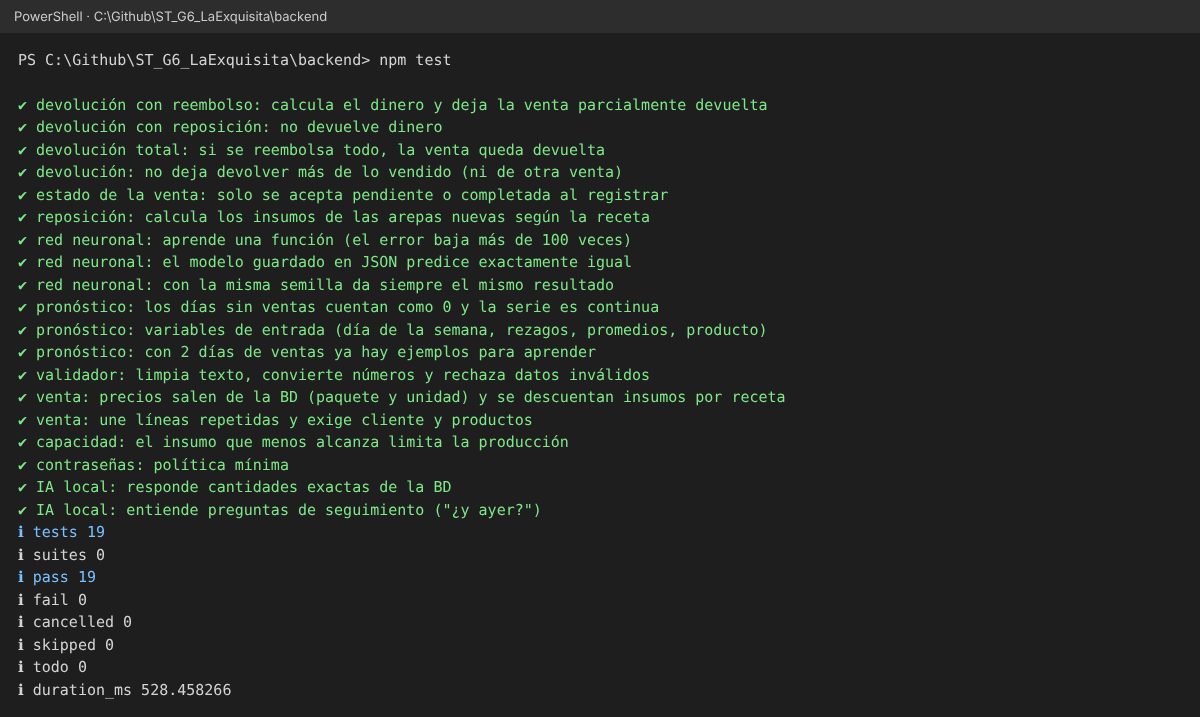 PowerShell · C:\Github\ST_G6_LaExquisita\backend
PS C:\Github\ST_G6_LaExquisita\backend> npm test
✔ devolución con reembolso: calcula el dinero y deja la venta parcialmente devuelta
✔ devolución con reposición: no devuelve dinero
✔ devolución total: si se reembolsa todo, la venta queda devuelta
✔ devolución: no deja devolver más de lo vendido (ni de otra venta)
✔ estado de la venta: solo se acepta pendiente o completada al registrar
✔ reposición: calcula los insumos de las arepas nuevas según la receta
✔ red neuronal: aprende una función (el error baja más de 100 veces)
✔ red neuronal: el modelo guardado en JSON predice exactamente igual
✔ red neuronal: con la misma semilla da siempre el mismo resultado
✔ pronóstico: los días sin ventas cuentan como 0 y la serie es continua
✔ pronóstico: variables de entrada (día de la semana, rezagos, promedios, producto)
✔ pronóstico: con 2 días de ventas ya hay ejemplos para aprender
✔ validador: limpia texto, convierte números y rechaza datos inválidos
✔ venta: precios salen de la BD (paquete y unidad) y se descuentan insumos por receta
✔ venta: une líneas repetidas y exige cliente y productos
✔ capacidad: el insumo que menos alcanza limita la producción
✔ contraseñas: política mínima
✔ IA local: responde cantidades exactas de la BD
✔ IA local: entiende preguntas de seguimiento ("¿y ayer?")
ℹ tests 19
ℹ suites 0
ℹ pass 19
ℹ fail 0
ℹ cancelled 0
ℹ skipped 0
ℹ todo 0
ℹ duration_ms 528.458266